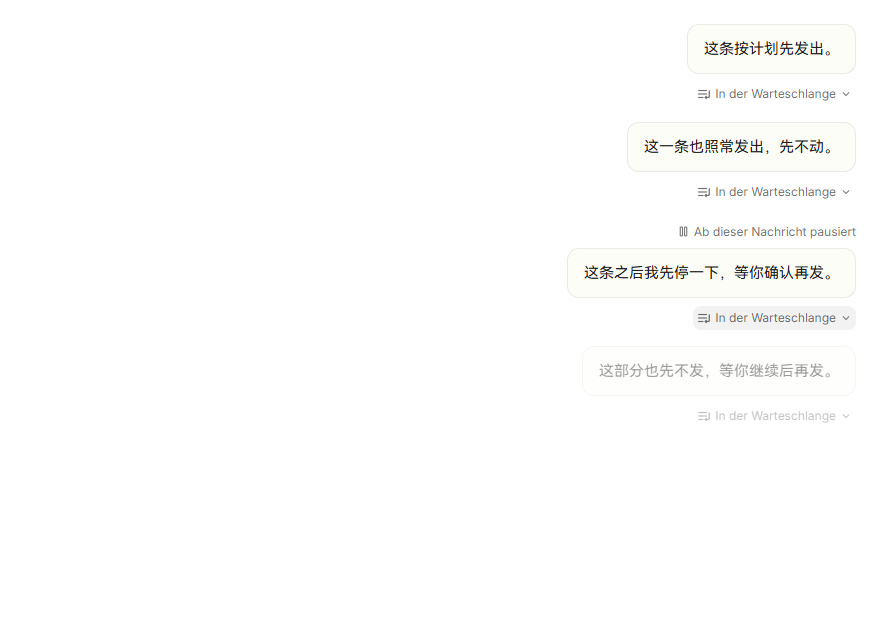 这条按计划先发出。
In der Warteschlange
这一条也照常发出，先不动。
In der Warteschlange
Ab dieser Nachricht pausiert
这条之后我先停一下，等你确认再发。
In der Warteschlange
这部分也先不发，等你继续后再发。
In der Warteschlange